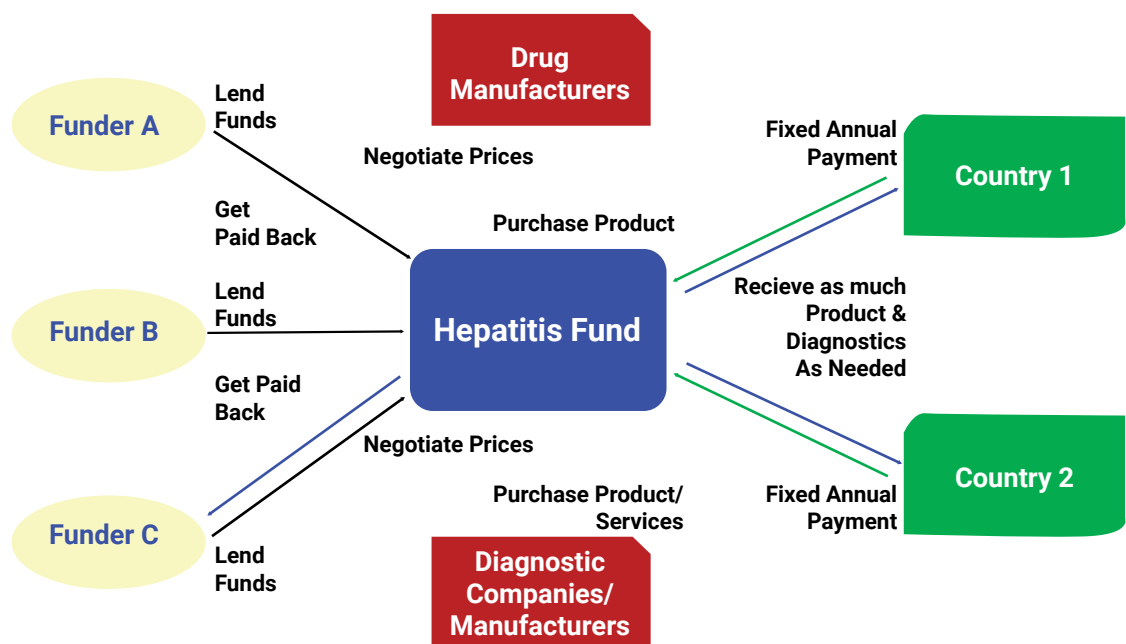 Drug
Manufacturers
Lend
Funds
Funder A
Fixed Annual
Payment
Negotiate Prices
Country 1
Get
Paid Back
Purchase Product
Lend
Funds
Recieve as much
Product &
Diagnostics
As Needed
Funder B
Hepatitis Fund
Get Paid
Back
Negotiate Prices
Country 2
Purchase Product/
Services
Fixed Annual
Payment
Funder C
Lend
Funds
Diagnostic
Companies/
Manufacturers